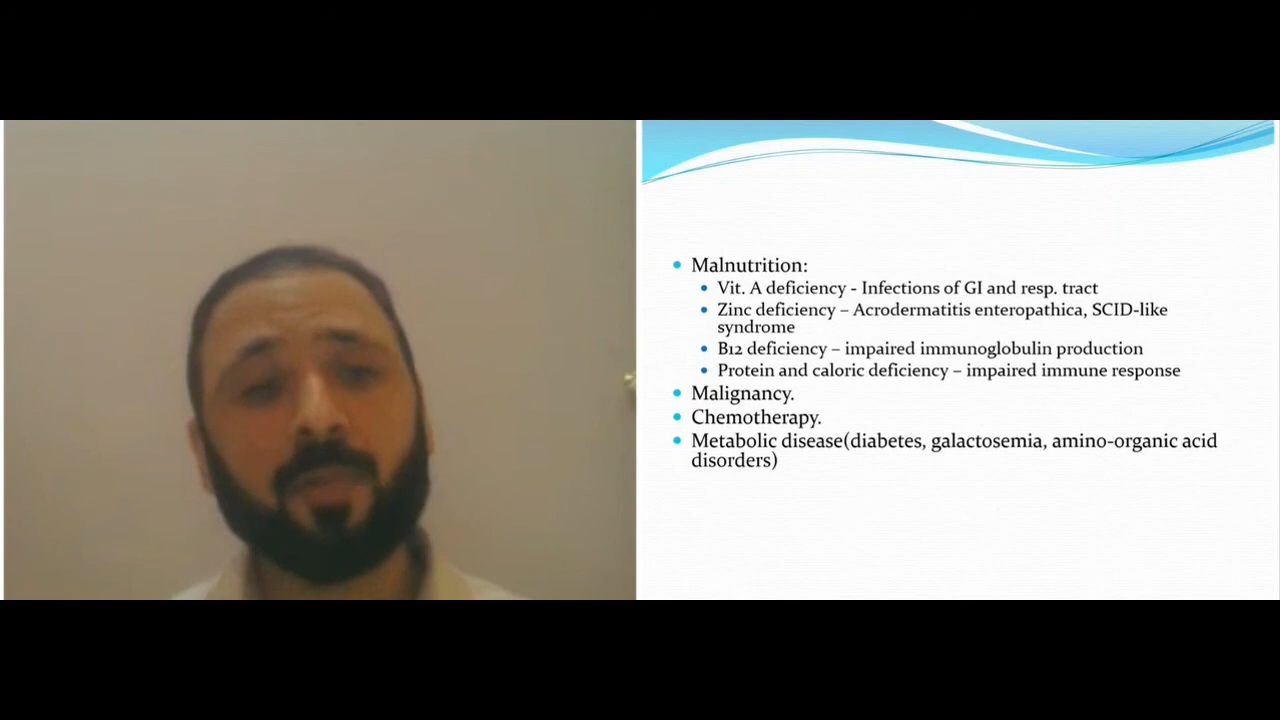 Malnutrition:
Vit. A deficiency - Infections of GI and resp. tract
Zinc deficiency – Acrodermatitis enteropathica, SCID-like
syndrome
B12 deficiency – impaired immunoglobulin production
Protein and caloric deficiency – impaired immune response
Malignancy.
Chemotherapy.
Metabolic disease(diabetes, galactosemia, amino-organic acid
disorders)